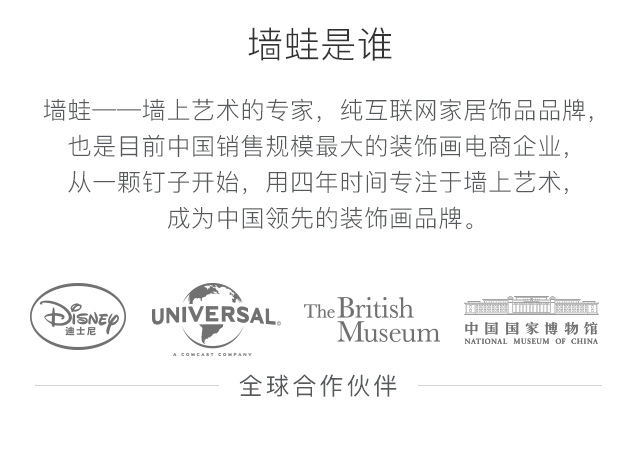 墙蛙是谁
墙蛙——墙上艺术的专家，纯互联网家居饰品品牌，
也是目前中国销售规模最大的装饰画电商企业，
从一颗钉子开始，用四年时间专注于墙上艺术，
成为中国领先的装饰画品牌。
Disney
迪士尼
UNIVERSAL
A COMCAST COMPANY
The British
Museum
中国国家博物馆
NATIONAL MUSEUM OF CHINA
全球合作伙伴